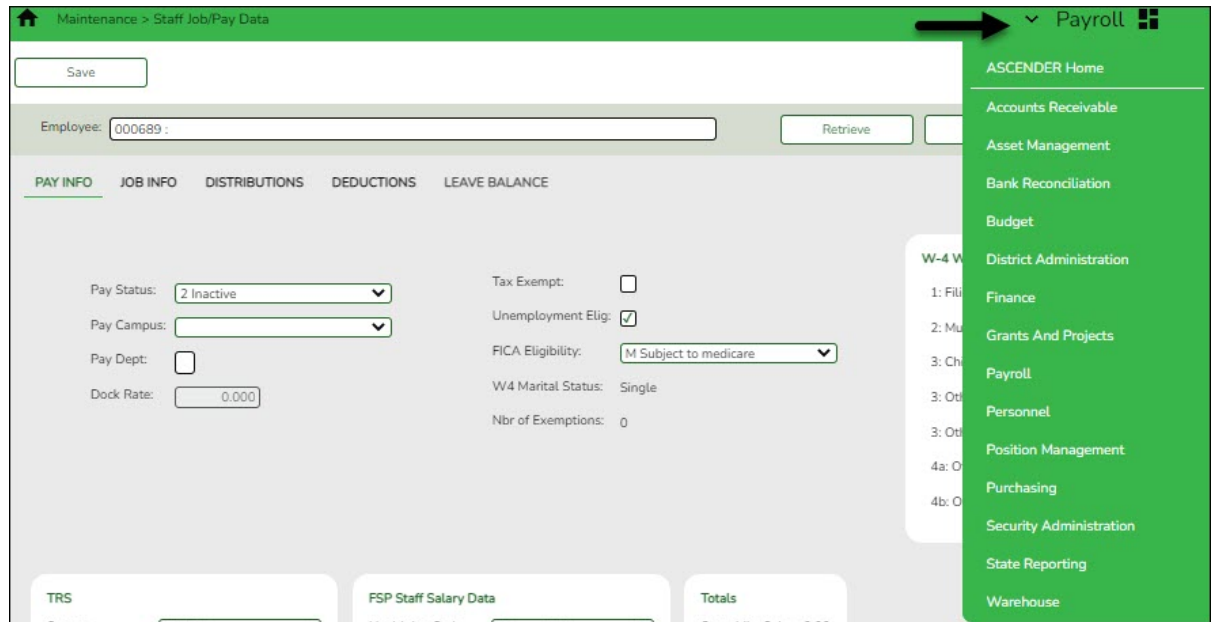 Maintenance > Staff Job/Pay Data
Payroll
Save
Employee: 000689 :
Retrieve
PAY INFO JOB INFO DISTRIBUTIONS DEDUCTIONS LEAVE BALANCE
Pay Status: 2 Inactive
Pay Campus:
Pay Dept:
Dock Rate: 0.000
Tax Exempt:
Unemployment Elig:
FICA Eligibility: M Subject to medicare
W4 Marital Status: Single
Nbr of Exemptions: 0
W-4 W
1: Fili
2: Mu
3: Ch
3: Oth
3: Oth
4a: O
4b: O
TRS
FSP Staff Salary Data
Totals
ASCENDER Home
Accounts Receivable
Asset Management
Bank Reconciliation
Budget
District Administration
Finance
Grants And Projects
Payroll
Personnel
Position Management
Purchasing
Security Administration
State Reporting
Warehouse